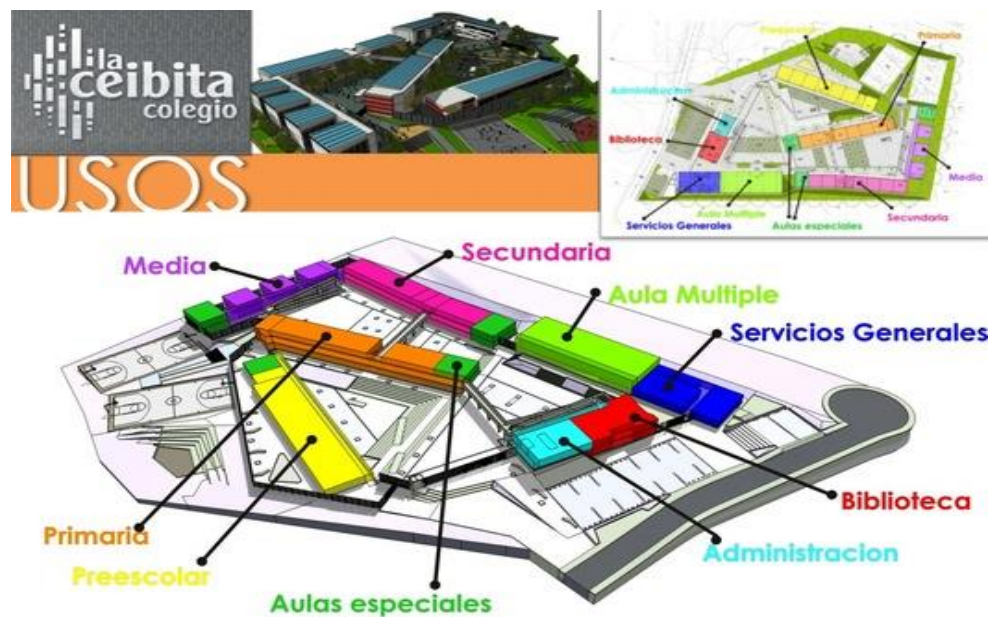 la
ceibita
colegio
USOS
Preescolar
Primaria
Administracion
Biblioteca
Media
Servicios Generales
Aula Multiple
Aulas especiales
Secundaria
Media
Secundaria
Aula Multiple
Servicios Generales
Biblioteca
Administracion
Primaria
Preescolar
Aulas especiales